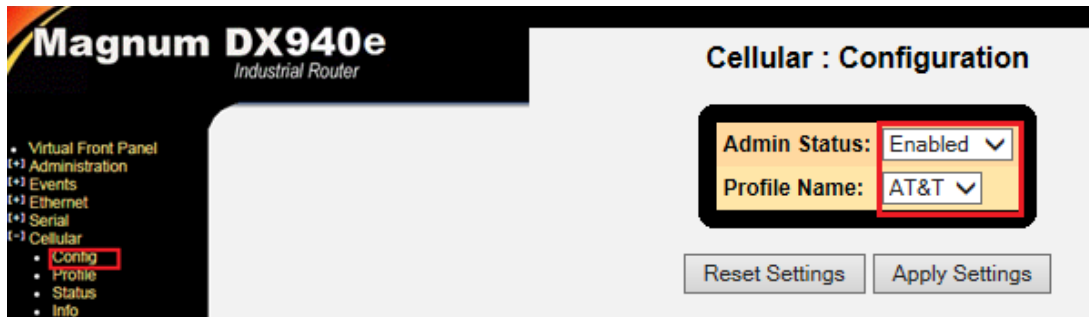 Magnum DX940e
Industrial Router
Virtual Front Panel
[+] Administration
[+] Events
[+] Ethernet
[+] Serial
[-] Cellular
Config
Profile
Status
Info
Cellular : Configuration
Admin Status: Enabled
Profile Name: AT&T
Reset Settings Apply Settings